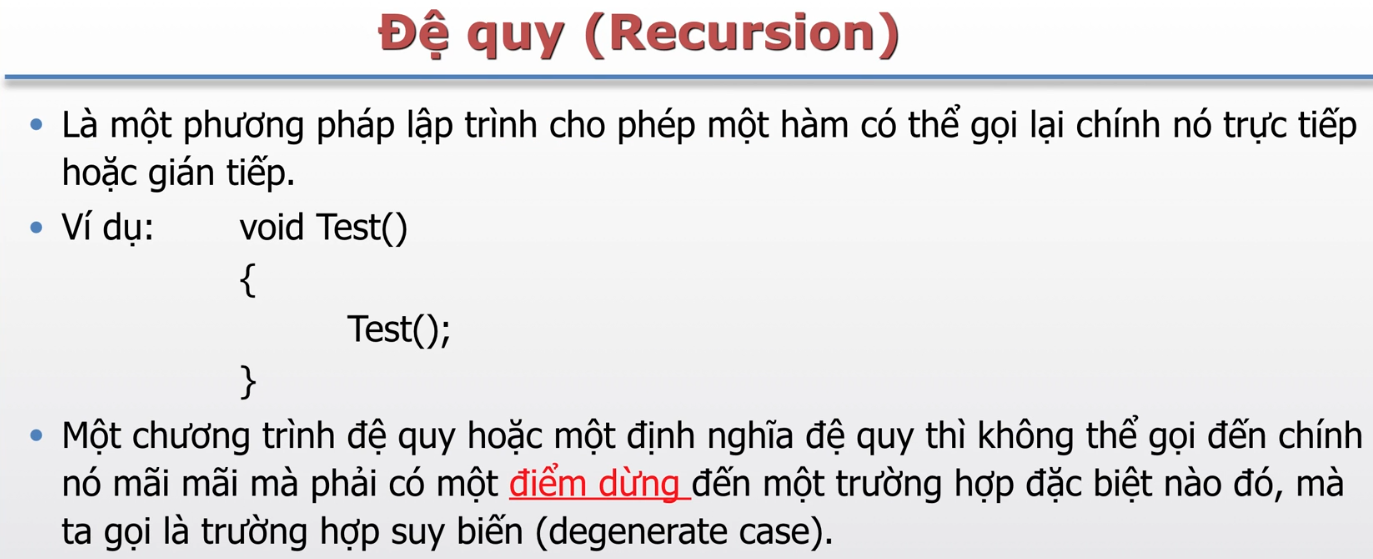 Đệ quy (Recursion)
• Là một phương pháp lập trình cho phép một hàm có thể gọi lại chính nó trực tiếp
hoặc gián tiếp.
• Ví dụ: void Test()
{
Test();
}
• Một chương trình đệ quy hoặc một định nghĩa đệ quy thì không thể gọi đến chính
nó mãi mãi mà phải có một điểm dừng đến một trường hợp đặc biệt nào đó, mà
ta gọi là trường hợp suy biến (degenerate case).